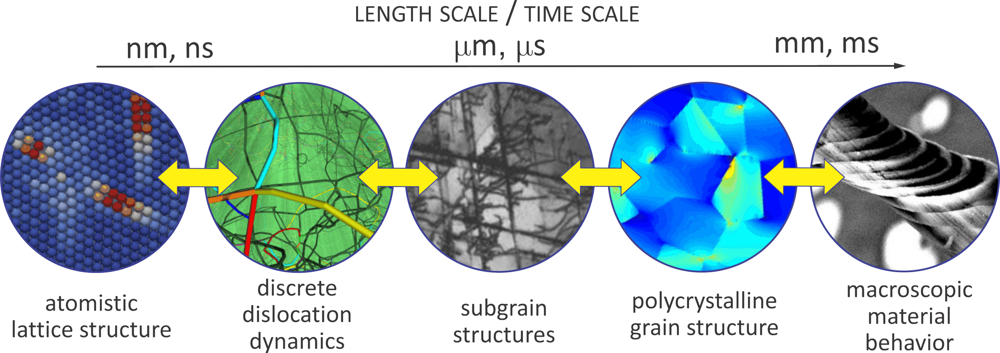 LENGTH SCALE / TIME SCALE
nm, ns
μm, μs
mm, ms
atomistic
lattice structure
discrete
dislocation
dynamics
subgrain
structures
polycrystalline
grain structure
macroscopic
material
behavior